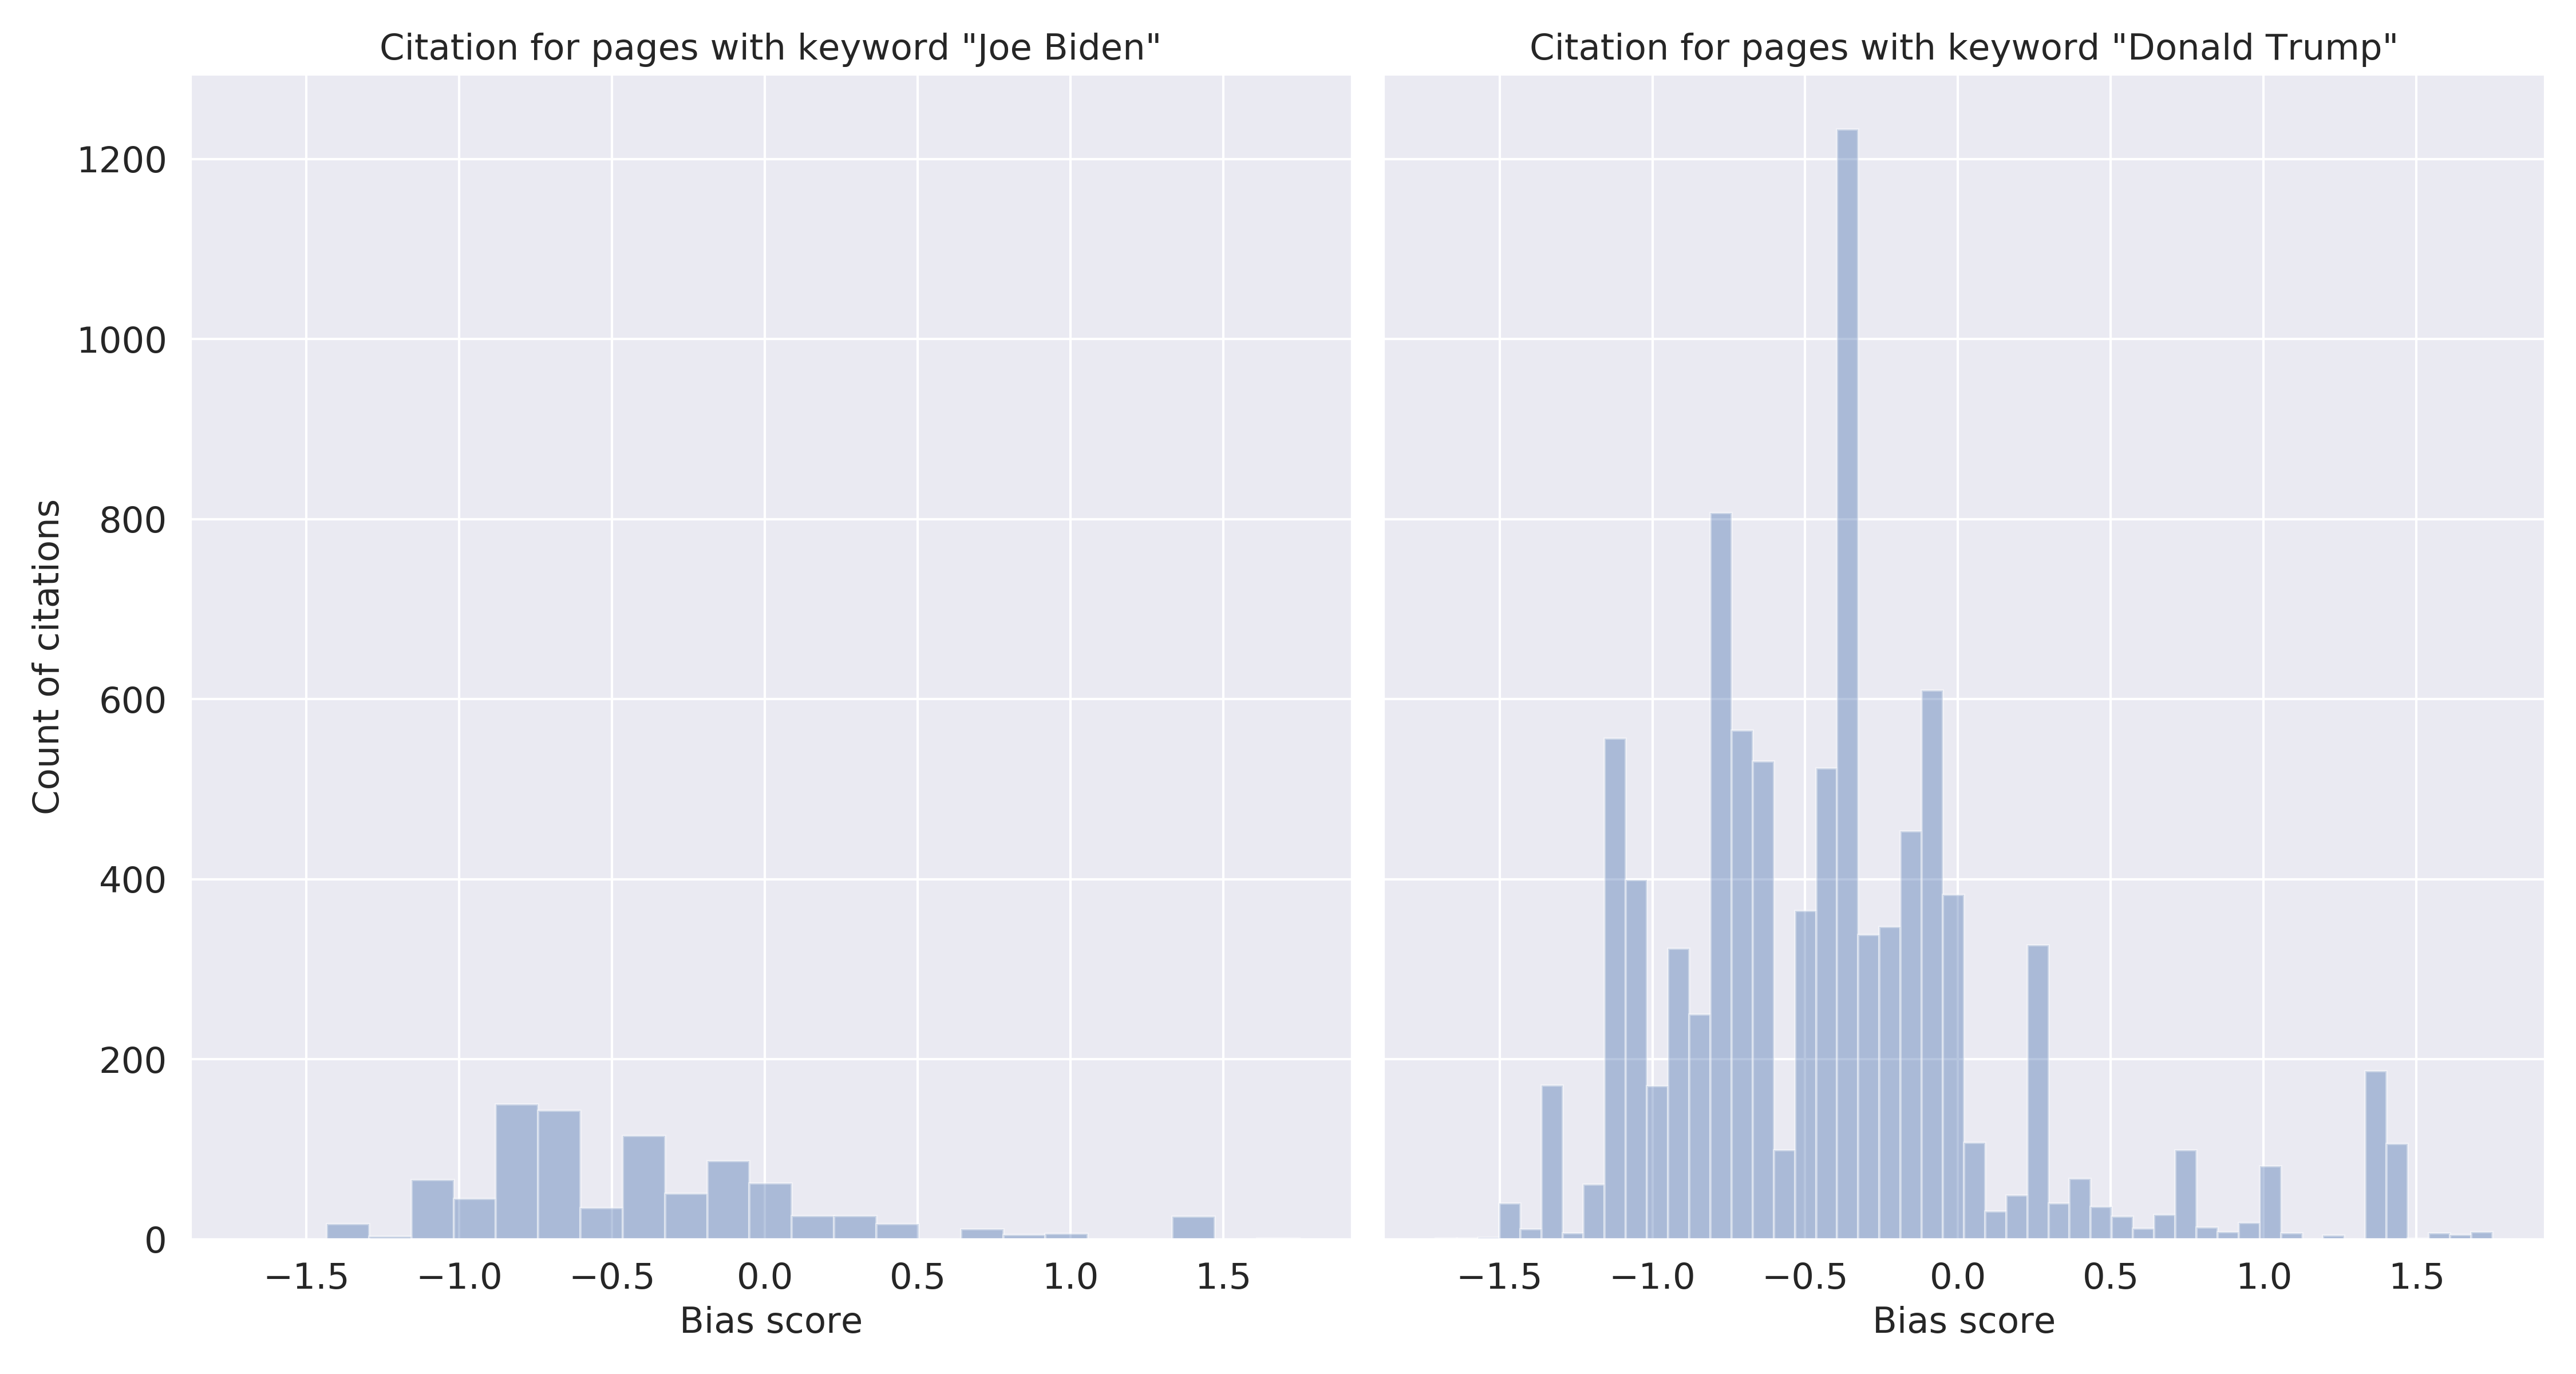 Citation for pages with keyword "Joe Biden"
Citation for pages with keyword "Donald Trump"
Count of citations
1200
1000
800
600
400
200
0
−1.5 −1.0 −0.5 0.0 0.5 1.0 1.5
Bias score
−1.5 −1.0 −0.5 0.0 0.5 1.0 1.5
Bias score